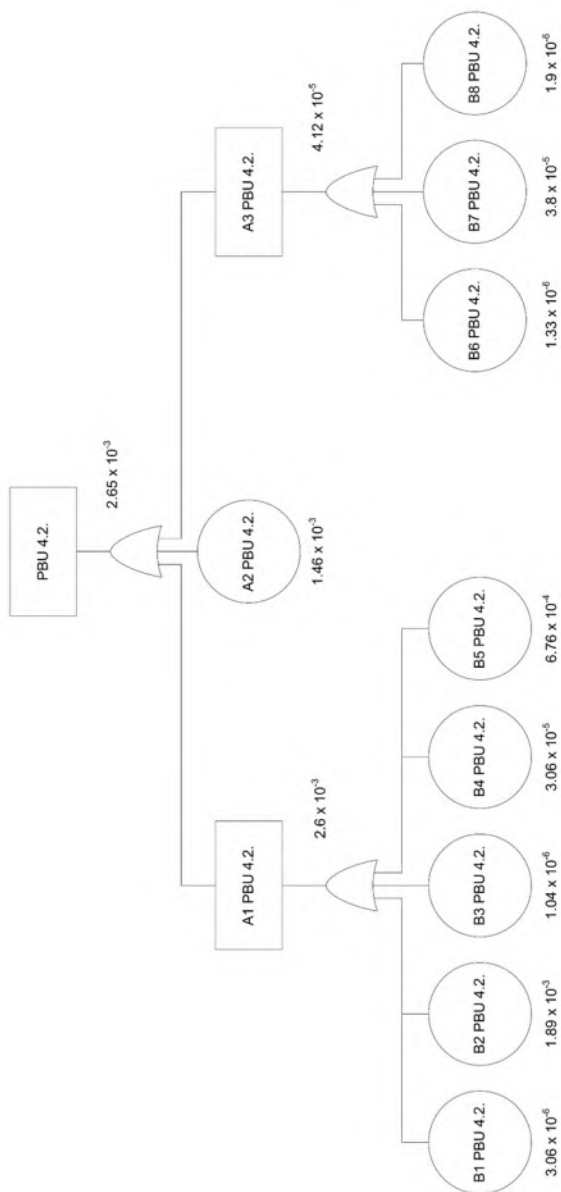 PBU 4.2.
2.65 x 10⁻³
A1 PBU 4.2.
2.6 x 10⁻³
A2 PBU 4.2.
1.46 x 10⁻³
A3 PBU 4.2.
4.12 x 10⁻⁵
B1 PBU 4.2.
3.06 x 10⁻⁶
B2 PBU 4.2.
1.89 x 10⁻³
B3 PBU 4.2.
1.04 x 10⁻⁶
B4 PBU 4.2.
3.06 x 10⁻⁵
B5 PBU 4.2.
6.76 x 10⁻⁴
B6 PBU 4.2.
1.33 x 10⁻⁶
B7 PBU 4.2.
3.8 x 10⁻⁵
B8 PBU 4.2.
1.9 x 10⁻⁶